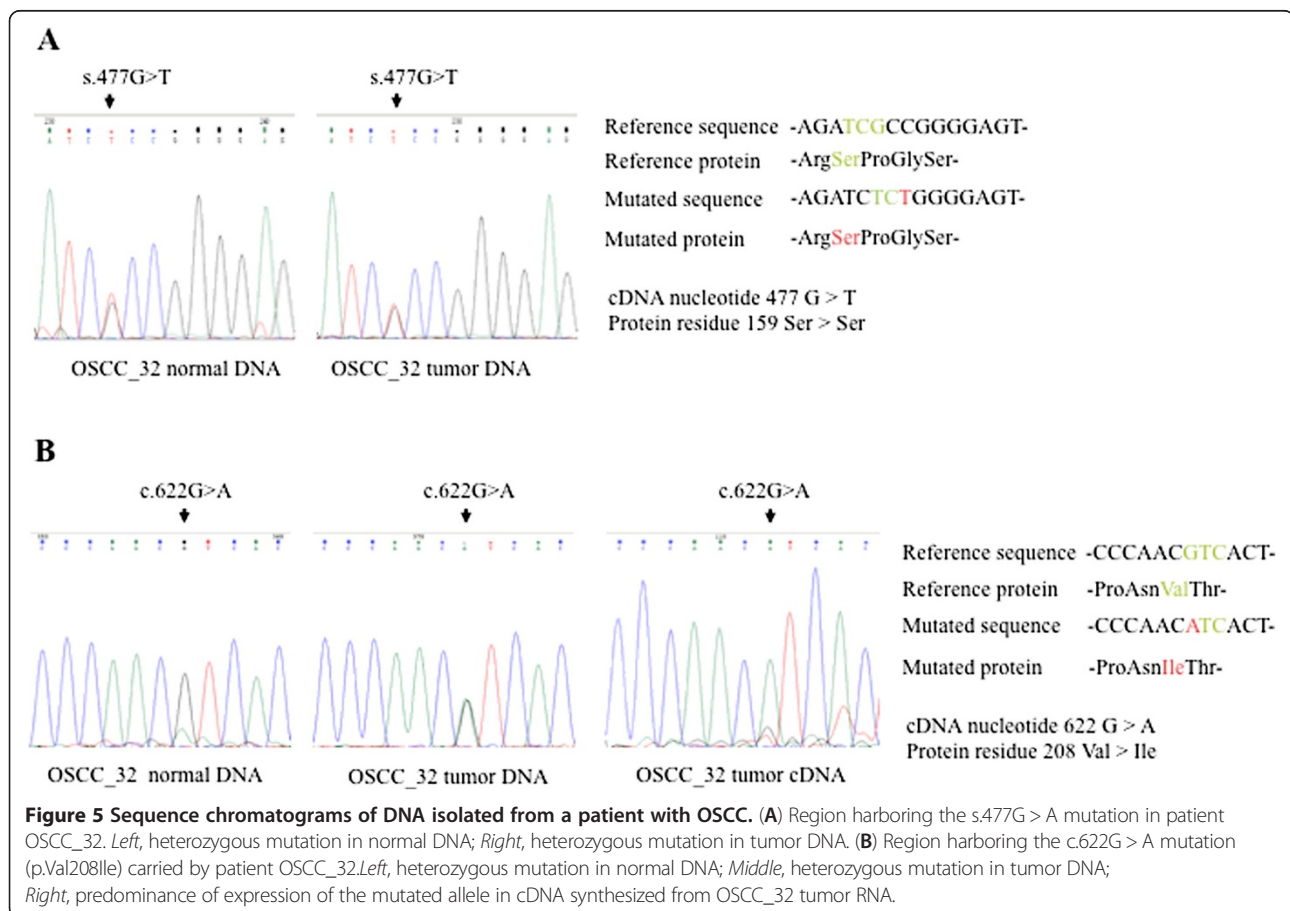 A
s.477G>T
s.477G>T
230
240
A T C T C C G G G G A G
230
A T C T C C G G G G A G
Reference sequence -AGATCGCCGGGGAGT-
Reference protein -ArgSerProGlySer-
Mutated sequence -AGATCTCTGGGGAGT-
Mutated protein -ArgSerProGlySer-
cDNA nucleotide 477 G > T
Protein residue 159 Ser > Ser
OSCC_32 normal DNA
OSCC_32 tumor DNA
B
c.622G>A
c.622G>A
c.622G>A
Reference sequence -CCCAACGTCACT-
Reference protein -ProAsnValThr-
Mutated sequence -CCCAACATCACT-
Mutated protein -ProAsnIleThr-
cDNA nucleotide 622 G > A
Protein residue 208 Val > Ile
OSCC_32 normal DNA
OSCC_32 tumor DNA
OSCC_32 tumor cDNA
Figure 5 Sequence chromatograms of DNA isolated from a patient with OSCC. (A) Region harboring the s.477G > A mutation in patient
OSCC_32. Left, heterozygous mutation in normal DNA; Right, heterozygous mutation in tumor DNA. (B) Region harboring the c.622G > A mutation
(p.Val208Ile) carried by patient OSCC_32.Left, heterozygous mutation in normal DNA; Middle, heterozygous mutation in tumor DNA;
Right, predominance of expression of the mutated allele in cDNA synthesized from OSCC_32 tumor RNA.